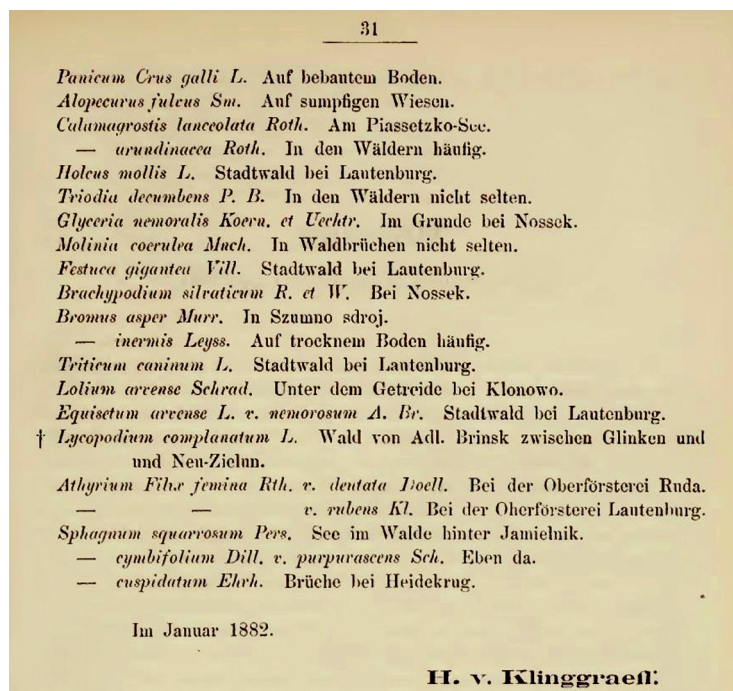 31
Panicum Crus galli L. Auf bebautem Boden.
Alopecurus fulvus Sm. Auf sumpfigen Wiesen.
Calamagrostis lanceolata Roth. Am Piassetzko-See.
— arundinacea Roth. In den Wäldern häufig.
Holcus mollis L. Stadtwald bei Lautenburg.
Triodia decumbens P. B. In den Wäldern nicht selten.
Glyceria nemoralis Koern. et Uechtr. Im Grunde bei Nossek.
Molinia coerulea Mnch. In Waldbrüchen nicht selten.
Festuca gigantea Vill. Stadtwald bei Lautenburg.
Brachypodium silvaticum R. et W. Bei Nossek.
Bromus asper Murr. In Szumno sdroj.
— inermis Leyss. Auf trocknem Boden häufig.
Triticum caninum L. Stadtwald bei Lautenburg.
Lolium arvense Schrad. Unter dem Getreide bei Klonowo.
Equisetum arvense L. v. nemorosum A. Br. Stadtwald bei Lautenburg.
† Lycopodium complanatum L. Wald von Adl. Brinsk zwischen Glinken und
und Neu-Zielun.
Athyrium Filix femina Rth. v. dentata Doell. Bei der Oberförsterei Ruda.
— — v. rubens Kl. Bei der Oberförsterei Lautenburg.
Sphagnum squarrosum Pers. See im Walde hinter Jamielnik.
— cymbifolium Dill. v. purpurascens Sch. Eben da.
— cuspidatum Ehrh. Brüche bei Heidekrug.
Im Januar 1882.
H. v. Klinggraeff.